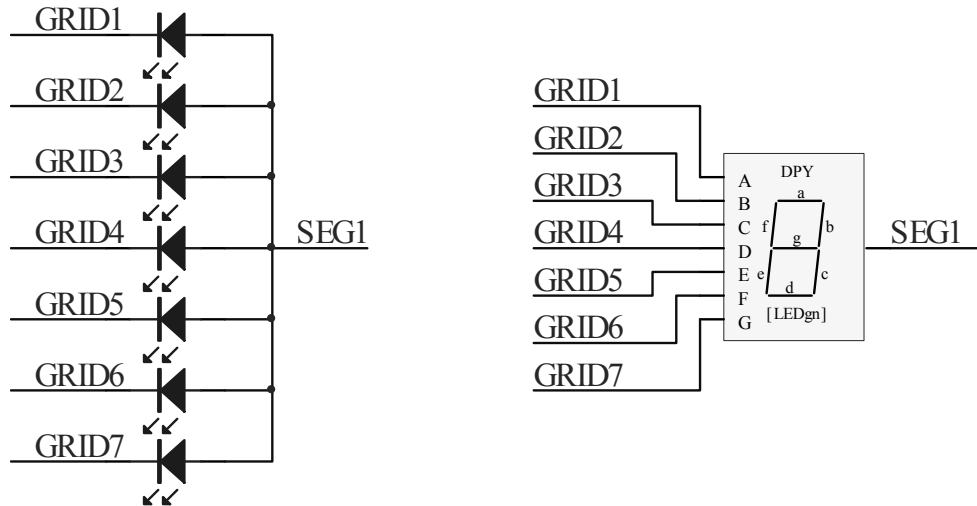 GRID1
GRID2
GRID3
GRID4
GRID5
GRID6
GRID7
SEG1
GRID1
GRID2
GRID3
GRID4
GRID5
GRID6
GRID7
A
B
C
D
E
F
G
DPY
a
f b
g
e c
d
[LEDgn]
SEG1